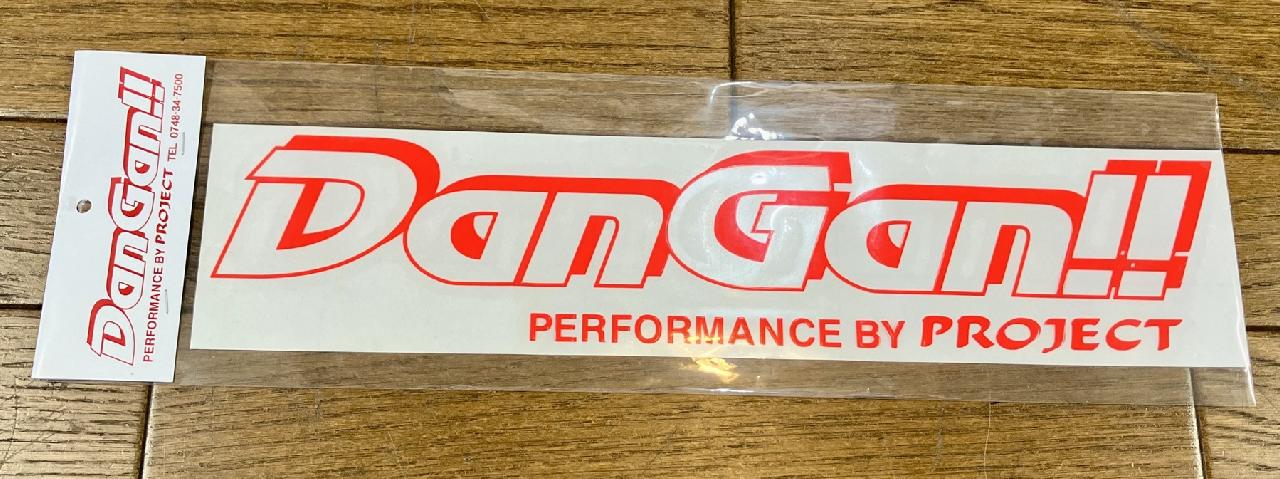 DanGan!!
PERFORMANCE BY PROJECT TEL 0748-34-7500
DanGan!!
PERFORMANCE BY PROJECT